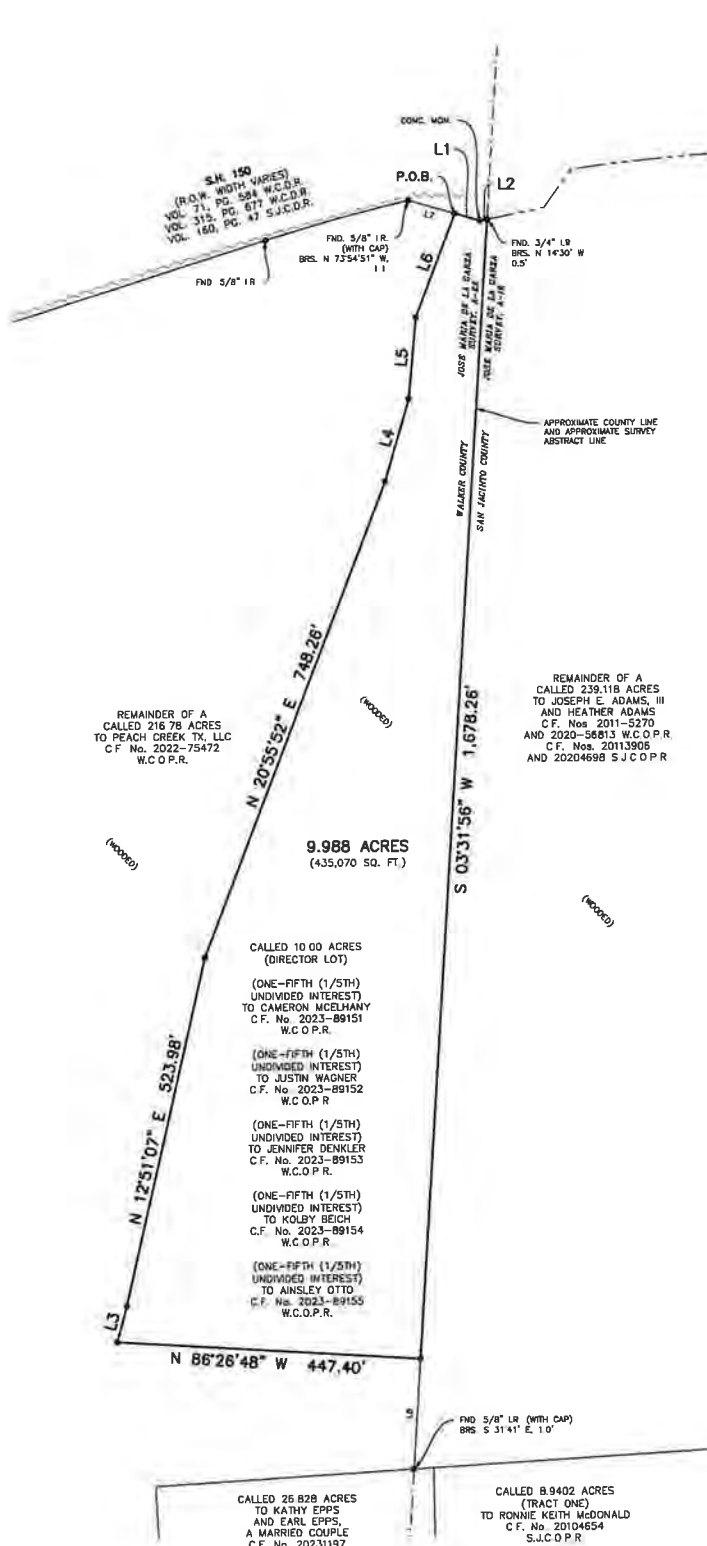 CONC. MON.
L1
P.O.B.
L2
S.H. 150
(R.O.W. WIDTH VARIES)
VOL. 71, PG. 584 W.C.D.R.
VOL. 315, PG. 677 W.C.D.R.
VOL. 160, PG. 47 S.J.C.D.R.
L7
FND. 5/8" I.R.
(WITH CAP)
BRS. N 73°54'51" W,
1 1
FND 5/8" I R
FND. 3/4" I.P.
BRS. N 14°30' W
0.5'
L6
JOSE MARIA DE LA GARZA
JOSE MARIA DE LA GARZA
L5
APPROXIMATE COUNTY LINE
AND APPROXIMATE SURVEY
ABSTRACT LINE
L4
WALKER COUNTY
SAN JACINTO COUNTY
N 20°55'52" E 748.26'
(WOODED)
REMAINDER OF A
CALLED 216 78 ACRES
TO PEACH CREEK TX, LLC
C F No. 2022-75472
W.C O P.R.
S 03°31'56" W 1,678.26'
REMAINDER OF A
CALLED 239.118 ACRES
TO JOSEPH E. ADAMS, III
AND HEATHER ADAMS
C F. Nos 2011-5270
AND 2020-56813 W.C.O.P.R.
C F. Nos. 20113906
AND 20204698 S J.C O P R
(WOODED)
9.988 ACRES
(435,070 SQ. FT.)
(WOODED)
CALLED 10 00 ACRES
(DIRECTOR LOT)
(ONE-FIFTH (1/5TH)
UNDIVIDED INTEREST)
TO CAMERON MCELHANY
C F. No. 2023-89151
W.C O P.R.
(ONE-FIFTH (1/5TH)
UNDIVIDED INTEREST)
TO JUSTIN WAGNER
C F. No. 2023-89152
W.C O.P R
(ONE-FIFTH (1/5TH)
UNDIVIDED INTEREST)
TO JENNIFER DENKLER
C F. No. 2023-89153
W.C.O.P R.
(ONE-FIFTH (1/5TH)
UNDIVIDED INTEREST)
TO KOLBY BEICH
C.F. No. 2023-89154
W.C O P R
(ONE-FIFTH (1/5TH)
UNDIVIDED INTEREST)
TO AINSLEY OTTO
C F. No. 2023-89155
W.C.O.P.R.
N 12°51'07" E 523.98'
L3
N 86°26'48" W 447.40'
FND 5/8" I.R (WITH CAP)
BRS. S 31°41' E, 1.0'
CALLED 26 828 ACRES
TO KATHY EPPS
AND EARL EPPS,
A MARRIED COUPLE
C F. No. 20231197
CALLED 8.9402 ACRES
(TRACT ONE)
TO RONNIE KEITH McDONALD
C F. No. 20104654
S.J.C O P R